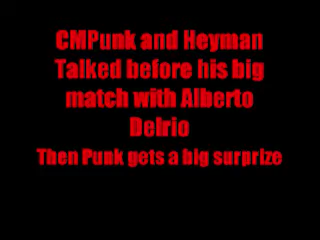 CMPunk and Heyman
Talked before his big
match with Alberto
Delrio
Then Punk gets a big surprize